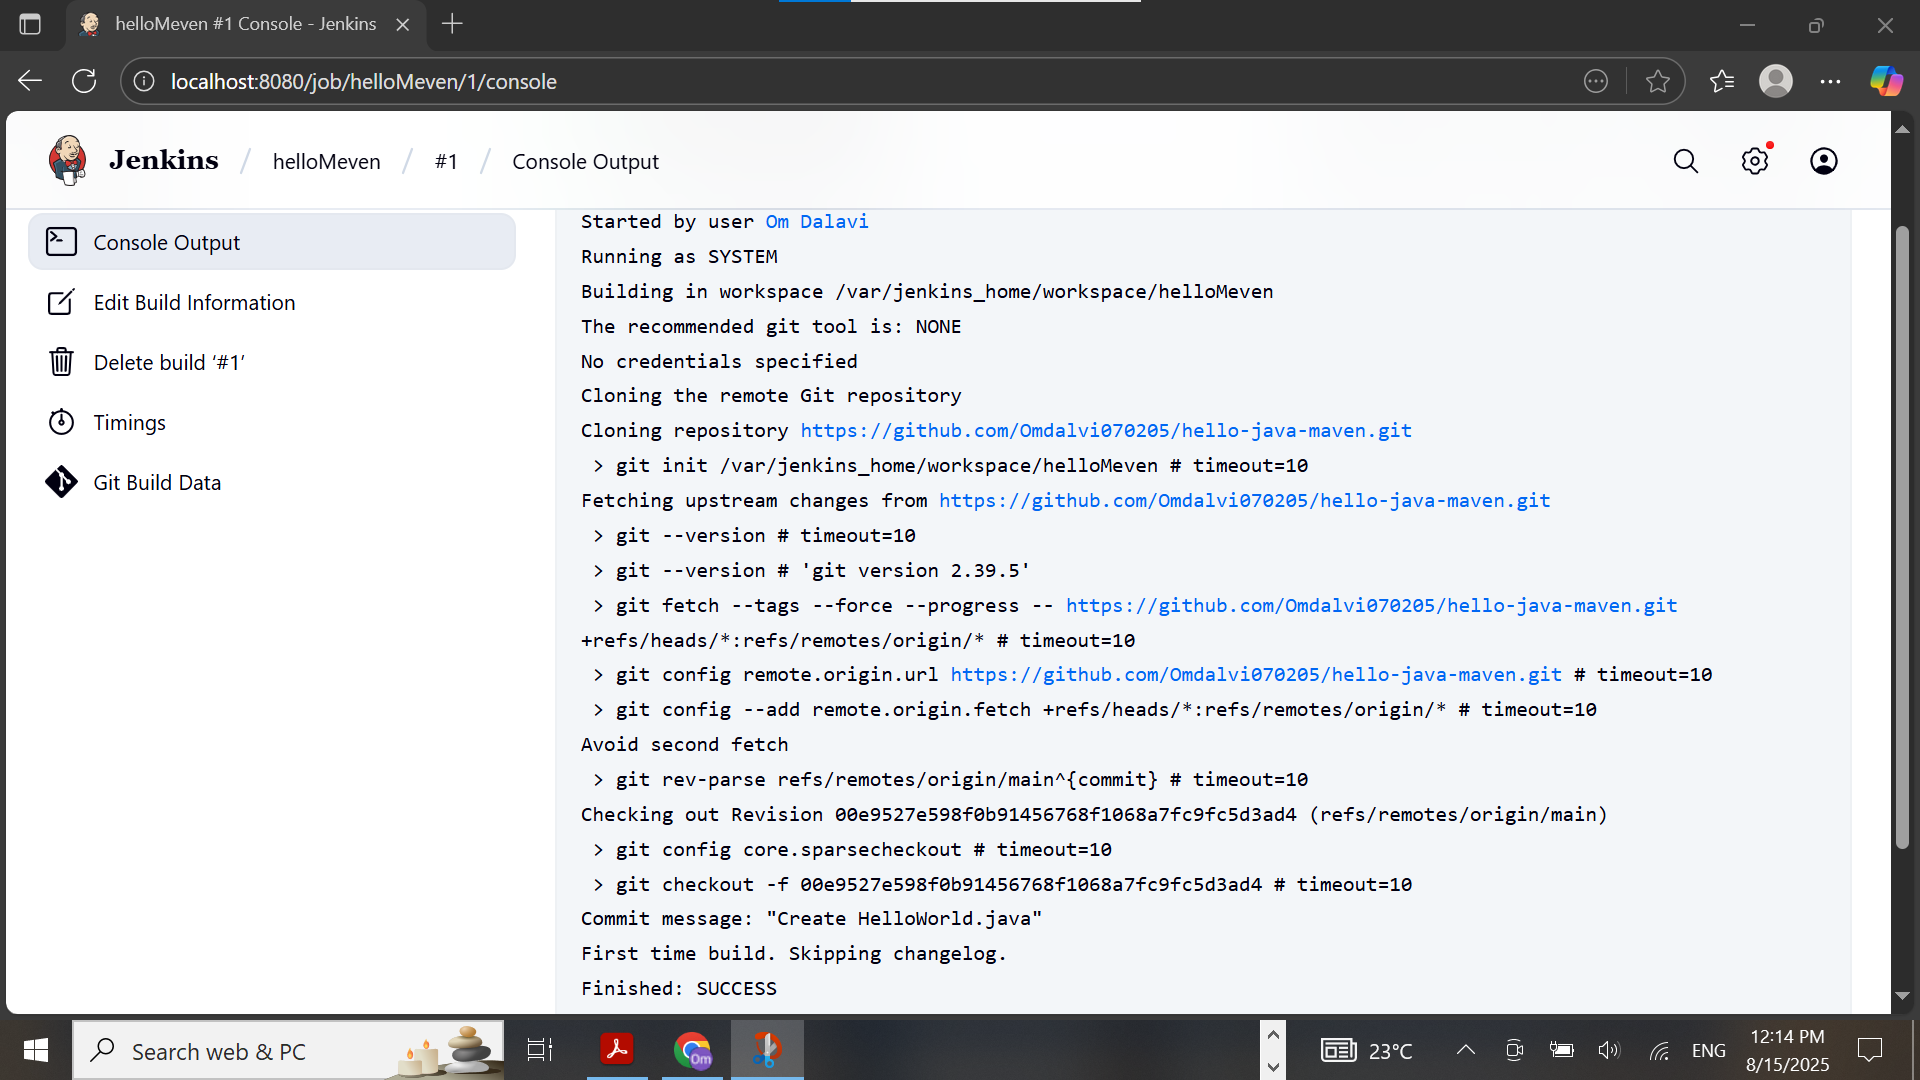 helloMeven #1 Console - Jenkins
localhost:8080/job/helloMeven/1/console
Jenkins / helloMeven / #1 / Console Output
Console Output
Edit Build Information
Delete build ‘#1’
Timings
Git Build Data
Started by user Om Dalavi
Running as SYSTEM
Building in workspace /var/jenkins_home/workspace/helloMeven
The recommended git tool is: NONE
No credentials specified
Cloning the remote Git repository
Cloning repository https://github.com/Omdalvi070205/hello-java-maven.git
> git init /var/jenkins_home/workspace/helloMeven # timeout=10
Fetching upstream changes from https://github.com/Omdalvi070205/hello-java-maven.git
> git --version # timeout=10
> git --version # 'git version 2.39.5'
> git fetch --tags --force --progress -- https://github.com/Omdalvi070205/hello-java-maven.git
+refs/heads/*:refs/remotes/origin/* # timeout=10
> git config remote.origin.url https://github.com/Omdalvi070205/hello-java-maven.git # timeout=10
> git config --add remote.origin.fetch +refs/heads/*:refs/remotes/origin/* # timeout=10
Avoid second fetch
> git rev-parse refs/remotes/origin/main^{commit} # timeout=10
Checking out Revision 00e9527e598f0b91456768f1068a7fc9fc5d3ad4 (refs/remotes/origin/main)
> git config core.sparsecheckout # timeout=10
> git checkout -f 00e9527e598f0b91456768f1068a7fc9fc5d3ad4 # timeout=10
Commit message: "Create HelloWorld.java"
First time build. Skipping changelog.
Finished: SUCCESS
Search web & PC
Om
23°C
ENG
12:14 PM
8/15/2025